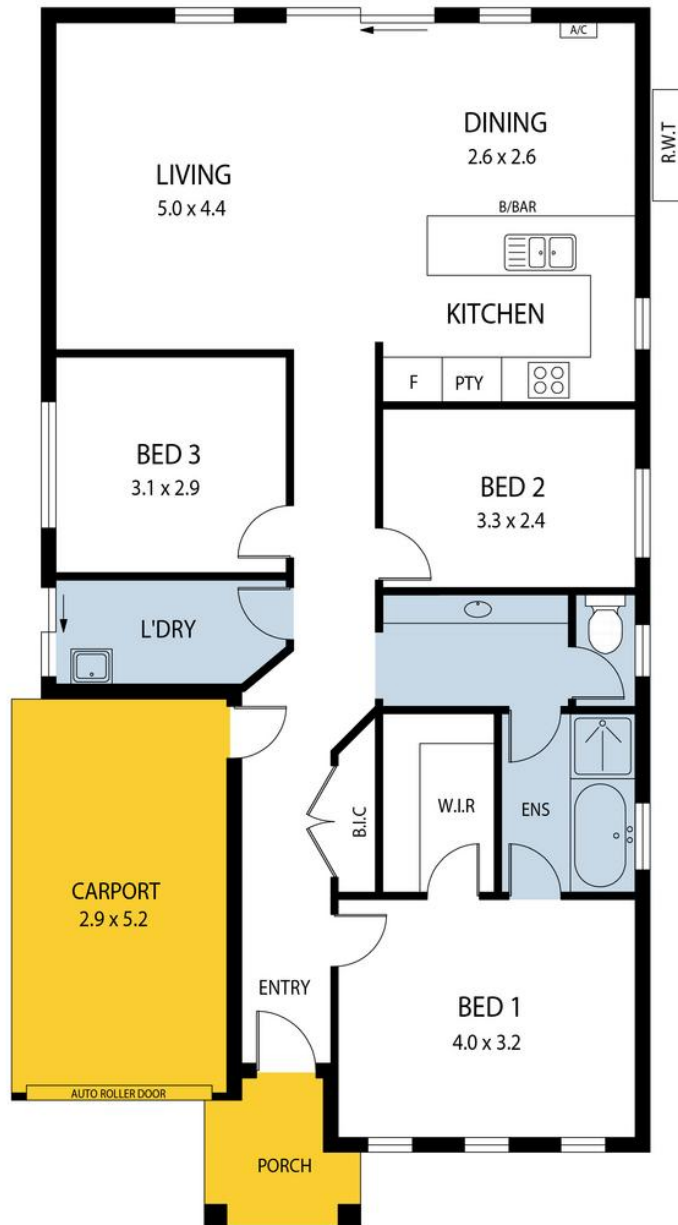 A/C
DINING
2.6 x 2.6
R.W.T
LIVING
5.0 x 4.4
B/BAR
KITCHEN
F
PTY
BED 3
3.1 x 2.9
BED 2
3.3 x 2.4
L'DRY
W.I.R
ENS
B.I.C
CARPORT
2.9 x 5.2
ENTRY
BED 1
4.0 x 3.2
AUTO ROLLER DOOR
PORCH